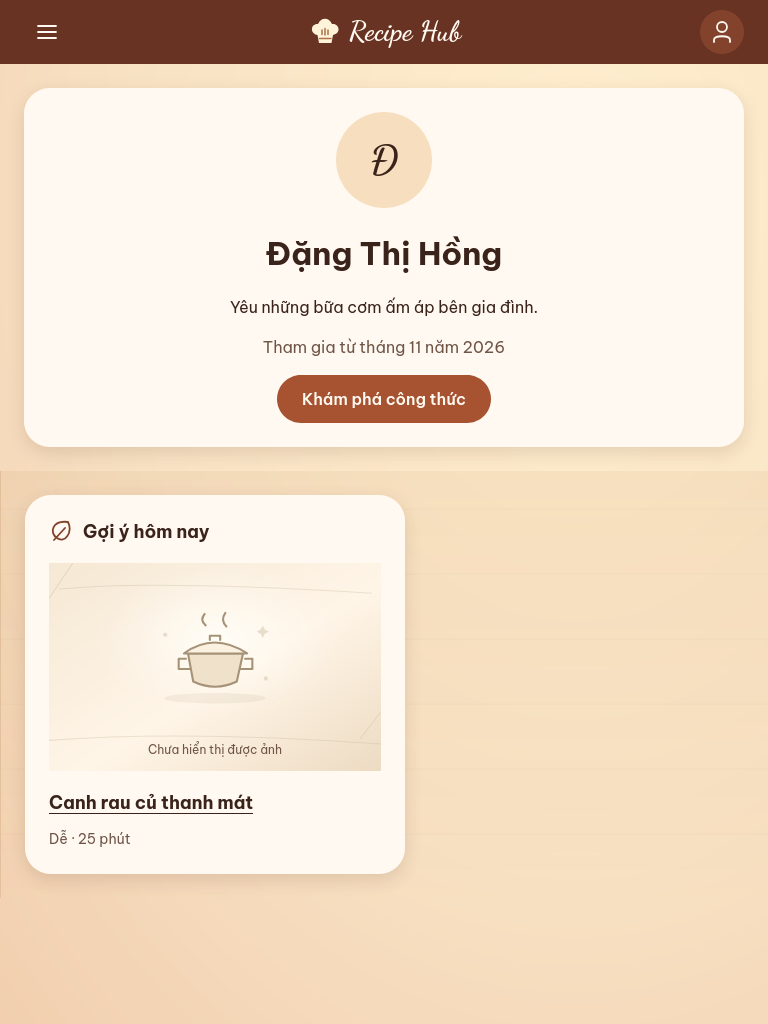 Recipe Hub
Đ
Đặng Thị Hồng
Yêu những bữa cơm ấm áp bên gia đình.
Tham gia từ tháng 11 năm 2026
Khám phá công thức
Gợi ý hôm nay
Chưa hiển thị được ảnh
Canh rau củ thanh mát
Dễ · 25 phút